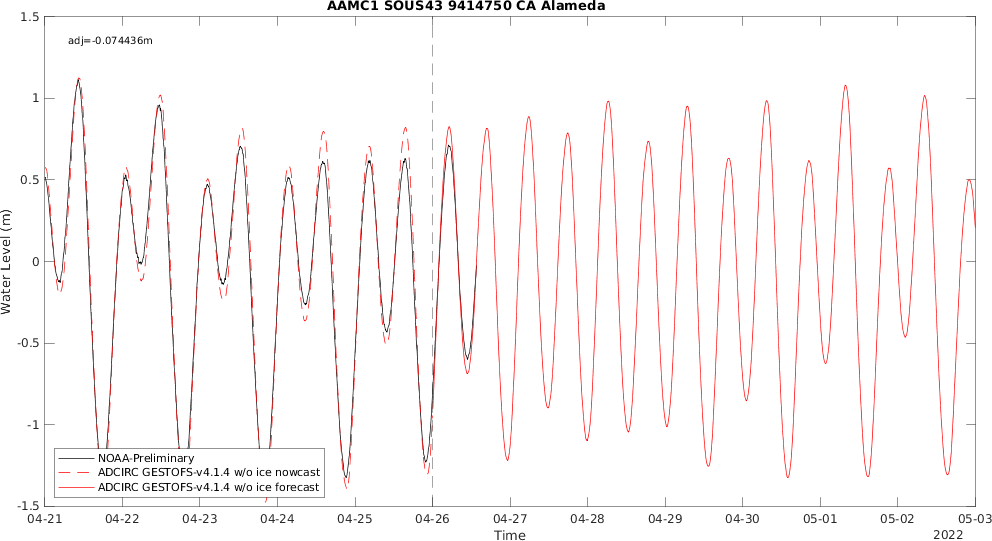 AAMC1 SOUS43 9414750 CA Alameda
adj=-0.074436m
1.5
1
0.5
0
-0.5
-1
-1.5
Water Level (m)
NOAA-Preliminary
ADCIRC GESTOFS-v4.1.4 w/o ice nowcast
ADCIRC GESTOFS-v4.1.4 w/o ice forecast
04-21 04-22 04-23 04-24 04-25 04-26 04-27 04-28 04-29 04-30 05-01 05-02 05-03
Time
2022